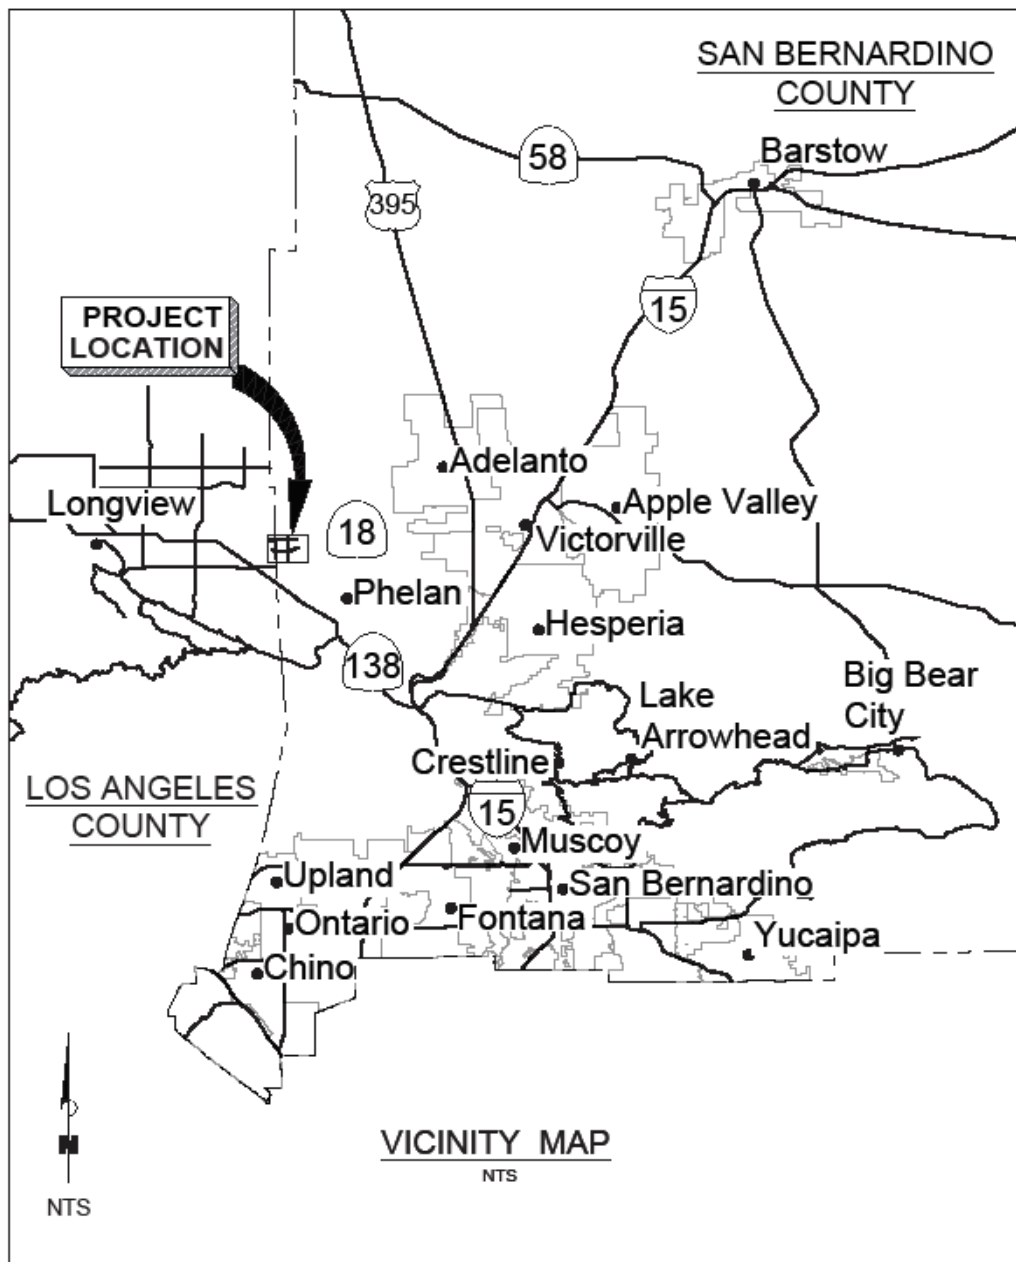 SAN BERNARDINO
COUNTY
Barstow
58
395
15
PROJECT
LOCATION
Adelanto
Longview
Apple Valley
18
Victorville
Phelan
Hesperia
138
Lake
Arrowhead
Big Bear
City
Crestline
LOS ANGELES
COUNTY
15
Muscoy
Upland
San Bernardino
Ontario
Fontana
Yucaipa
Chino
N
NTS
VICINITY MAP
NTS